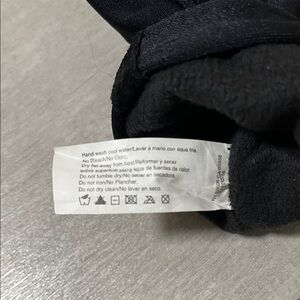 Hand wash cool water/Lavar a mano con agua fria.
No Bleach/No Cloro.
Dry flat away from heat/Reformar y secar
sobre superficie plana lejos de fuentes de calor.
Do not tumble dry/No secar en secadora.
Do not iron/No Planchar.
Do not dry clean/No lavar en seco.